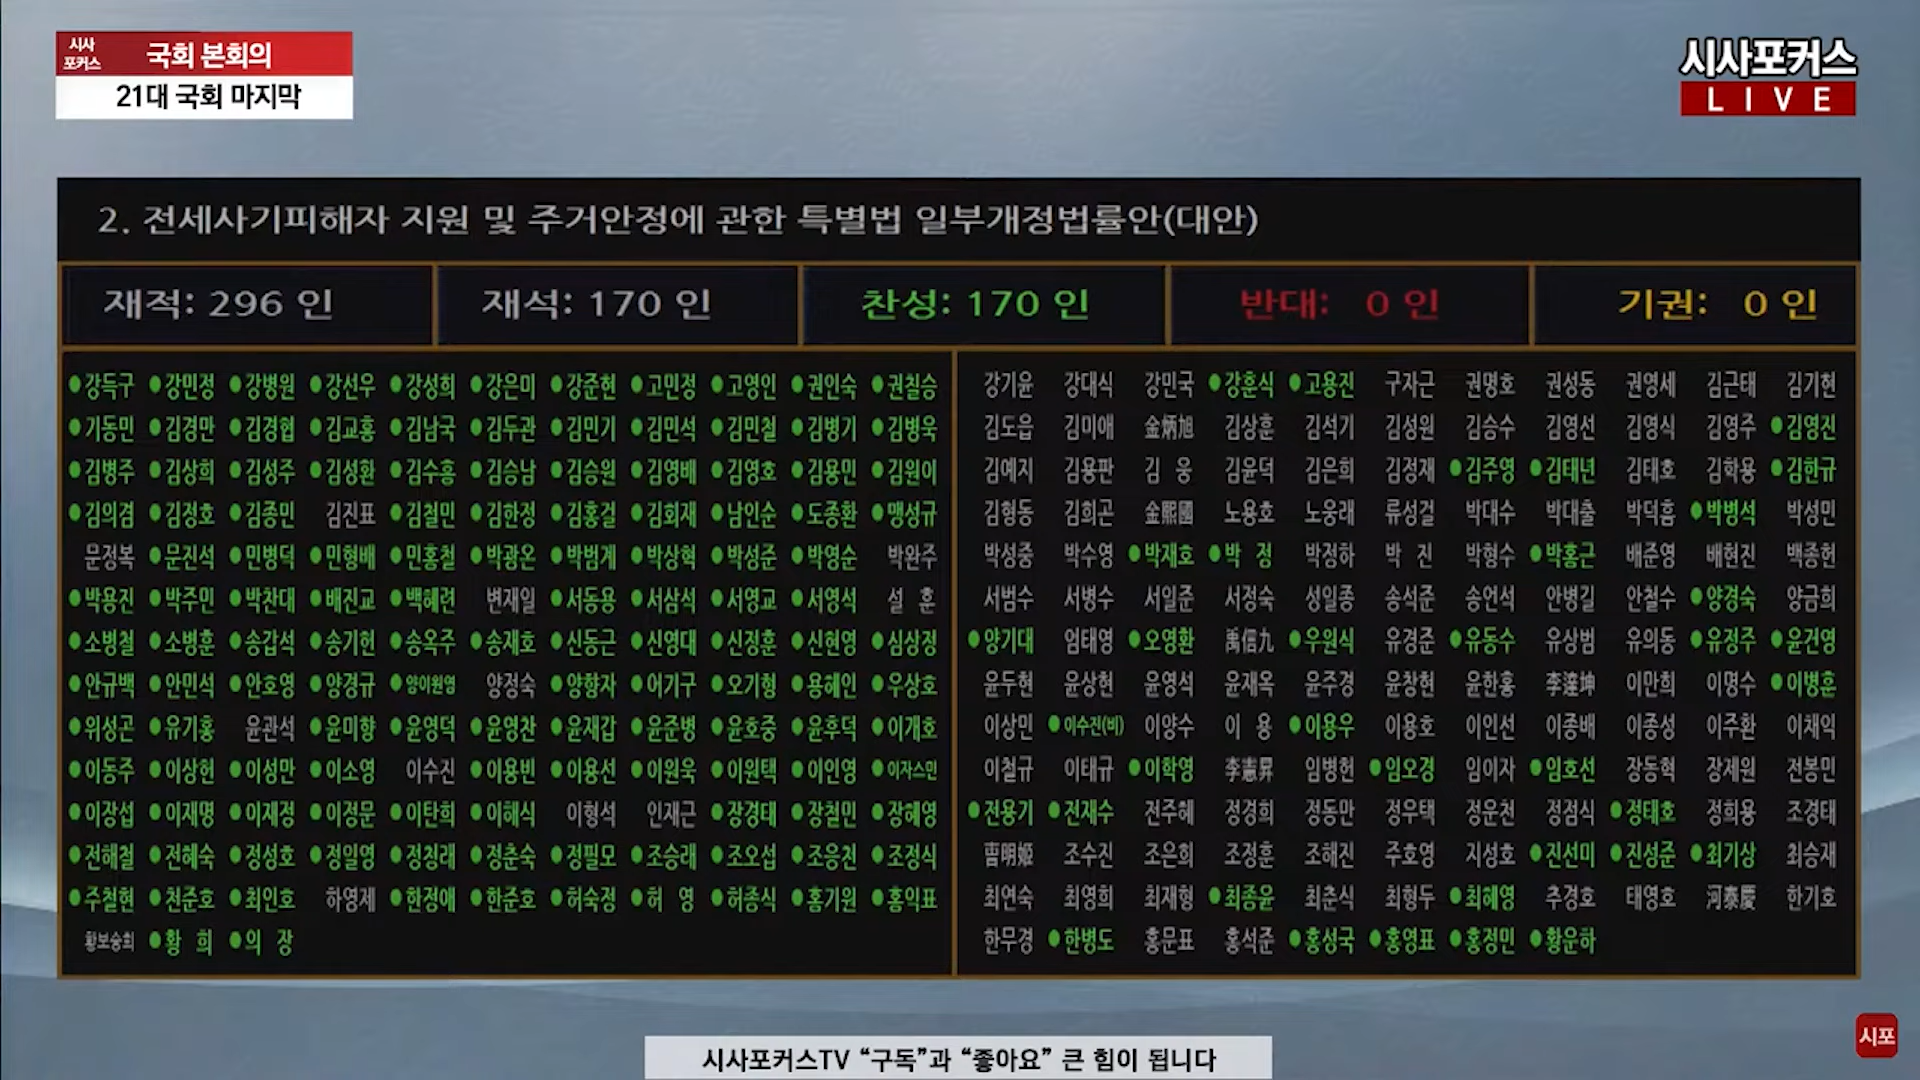 시사
포커스
국회 본회의
21대 국회 마지막
시사포커스
LIVE
2. 전세사기피해자 지원 및 주거안정에 관한 특별법 일부개정법률안(대안)
재적: 296 인 재석: 170 인 찬성: 170 인 반대: 0 인 기권: 0 인
강득구 강민정 강병원 강선우 강성희 강은미 강준현 고민정 고영인 권인숙 권칠승
기동민 김경만 김경협 김교흥 김남국 김두관 김민기 김민석 김민철 김병기 김병욱
김병주 김상희 김성주 김성환 김수흥 김승남 김승원 김영배 김영호 김용민 김원이
김의겸 김정호 김종민 김진표 김철민 김한정 김홍걸 김회재 남인순 도종환 맹성규
문정복 문진석 민병덕 민형배 민홍철 박광온 박범계 박상혁 박성준 박영순 박완주
박용진 박주민 박찬대 배진교 백혜련 변재일 서동용 서삼석 서영교 서영석 설 훈
소병철 소병훈 송갑석 송기헌 송옥주 송재호 신동근 신영대 신정훈 신현영 심상정
안규백 안민석 안호영 양경규 양이원영 양정숙 양향자 어기구 오기형 용혜인 우상호
위성곤 유기홍 윤관석 윤미향 윤영덕 윤영찬 윤재갑 윤준병 윤호중 윤후덕 이개호
이동주 이상헌 이성만 이소영 이수진 이용빈 이용선 이원욱 이원택 이인영 이자스민
이장섭 이재명 이재정 이정문 이탄희 이해식 이형석 인재근 장경태 장철민 장혜영
전해철 전혜숙 정성호 정일영 정청래 정춘숙 정필모 조승래 조오섭 조응천 조정식
주철현 천준호 최인호 하영제 한정애 한준호 허숙정 허 영 허종식 홍기원 홍익표
황보승희 황 희 의 장
강기윤 강대식 강민국 강훈식 고용진 구자근 권명호 권성동 권영세 김근태 김기현
김도읍 김미애 金炳旭 김상훈 김석기 김성원 김승수 김영선 김영식 김영주 김영진
김예지 김용판 김 웅 김윤덕 김은희 김정재 김주영 김태년 김태호 김학용 김한규
김형동 김희곤 金熙國 노용호 노웅래 류성걸 박대수 박대출 박덕흠 박병석 박성민
박성중 박수영 박재호 박 정 박정하 박 진 박형수 박홍근 배준영 배현진 백종헌
서범수 서병수 서일준 서정숙 성일종 송석준 송언석 안병길 안철수 양경숙 양금희
양기대 엄태영 오영환 禹信九 우원식 유경준 유동수 유상범 유의동 유정주 윤건영
윤두현 윤상현 윤영석 윤재옥 윤주경 윤창현 윤한홍 李達坤 이만희 이명수 이병훈
이상민 이수진(비) 이양수 이 용 이용우 이용호 이인선 이종배 이종성 이주환 이채익
이철규 이태규 이학영 李憲昇 임병헌 임오경 임이자 임호선 장동혁 장제원 전봉민
전용기 전재수 전주혜 정경희 정동만 정우택 정운천 정점식 정태호 정희용 조경태
曺明姬 조수진 조은희 조정훈 조해진 주호영 지성호 진선미 진성준 최기상 최승재
최연숙 최영희 최재형 최종윤 최춘식 최형두 최혜영 추경호 태영호 河泰慶 한기호
한무경 한병도 홍문표 홍석준 홍성국 홍영표 홍정민 황운하
시사포커스TV “구독”과 “좋아요” 큰 힘이 됩니다
시포